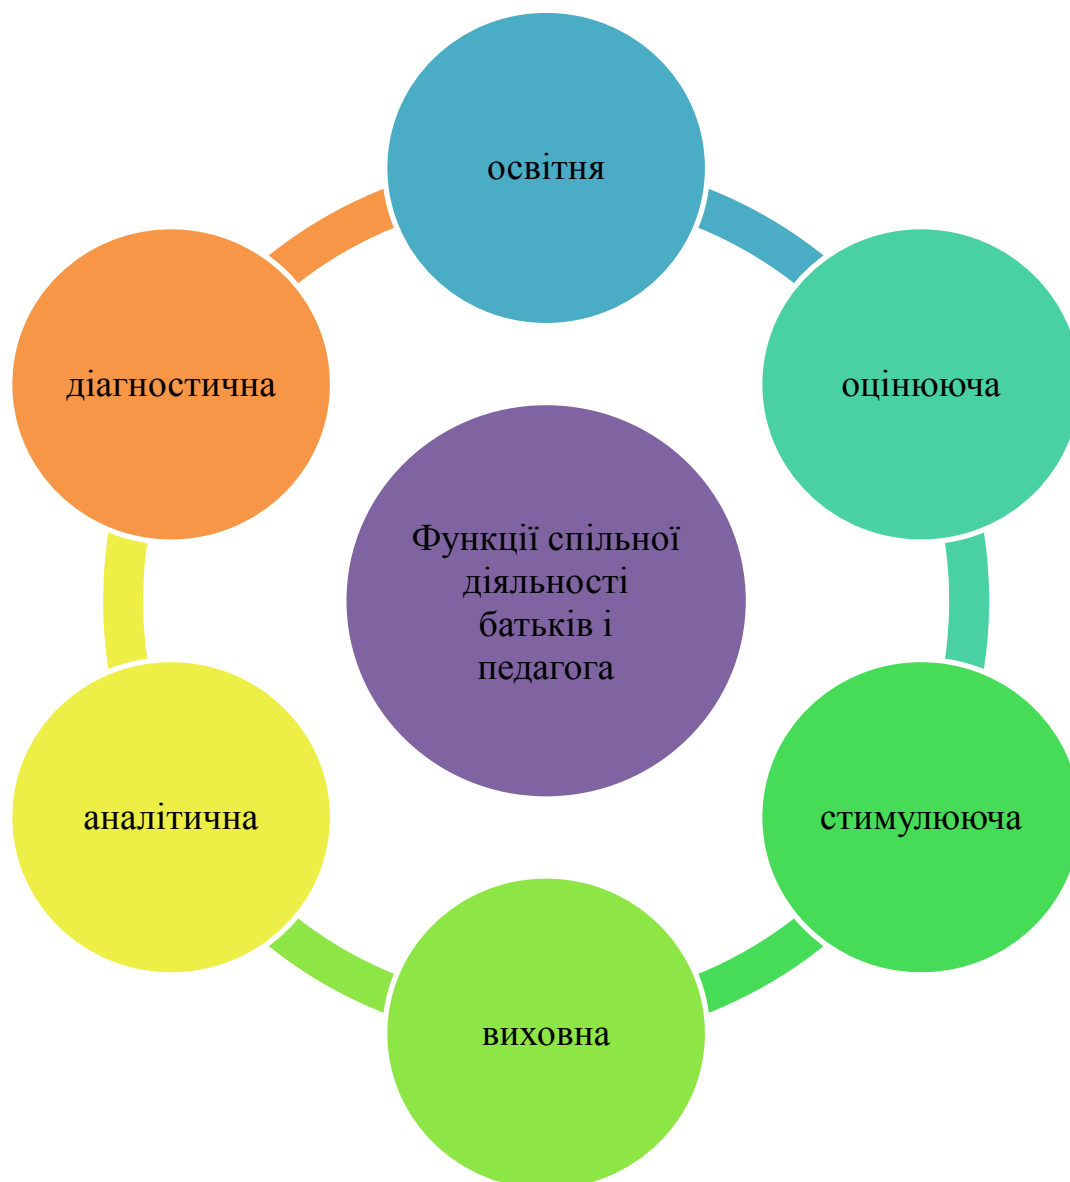 освітня
оцінююча
стимулююча
виховна
аналітична
діагностична
Функції спільної
діяльності
батьків і
педагога